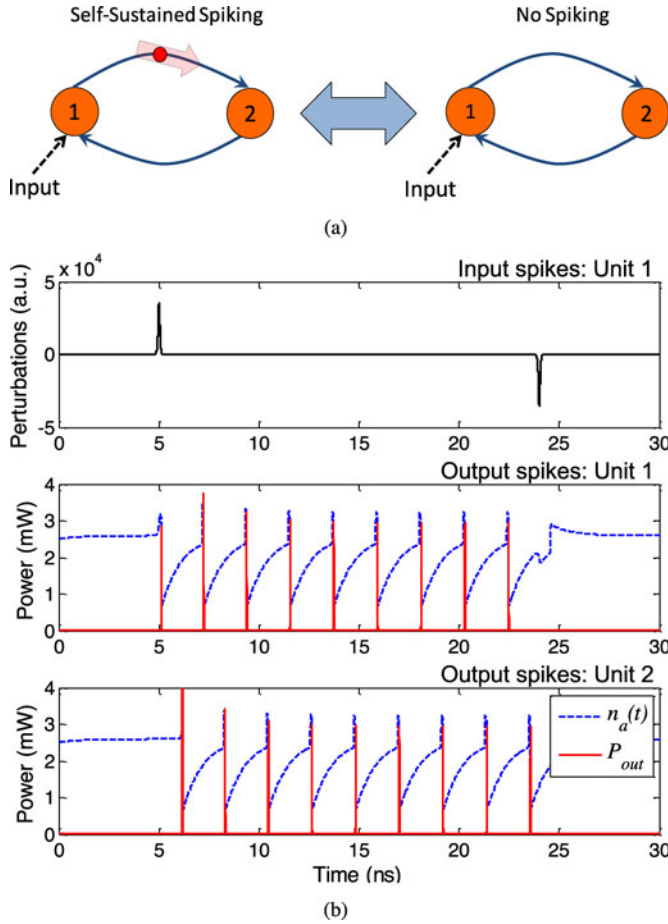 Self-Sustained Spiking
No Spiking
1
2
1
2
Input
Input
(a)
x 10⁴
Input spikes: Unit 1
Perturbations (a.u.)
5
0
-5
0 5 10 15 20 25 30
Output spikes: Unit 1
Power (mW)
4
3
2
1
0
0 5 10 15 20 25 30
Output spikes: Unit 2
Power (mW)
4
3
2
1
0
n_a(t)
P_out
0 5 10 15 20 25 30
Time (ns)
(b)